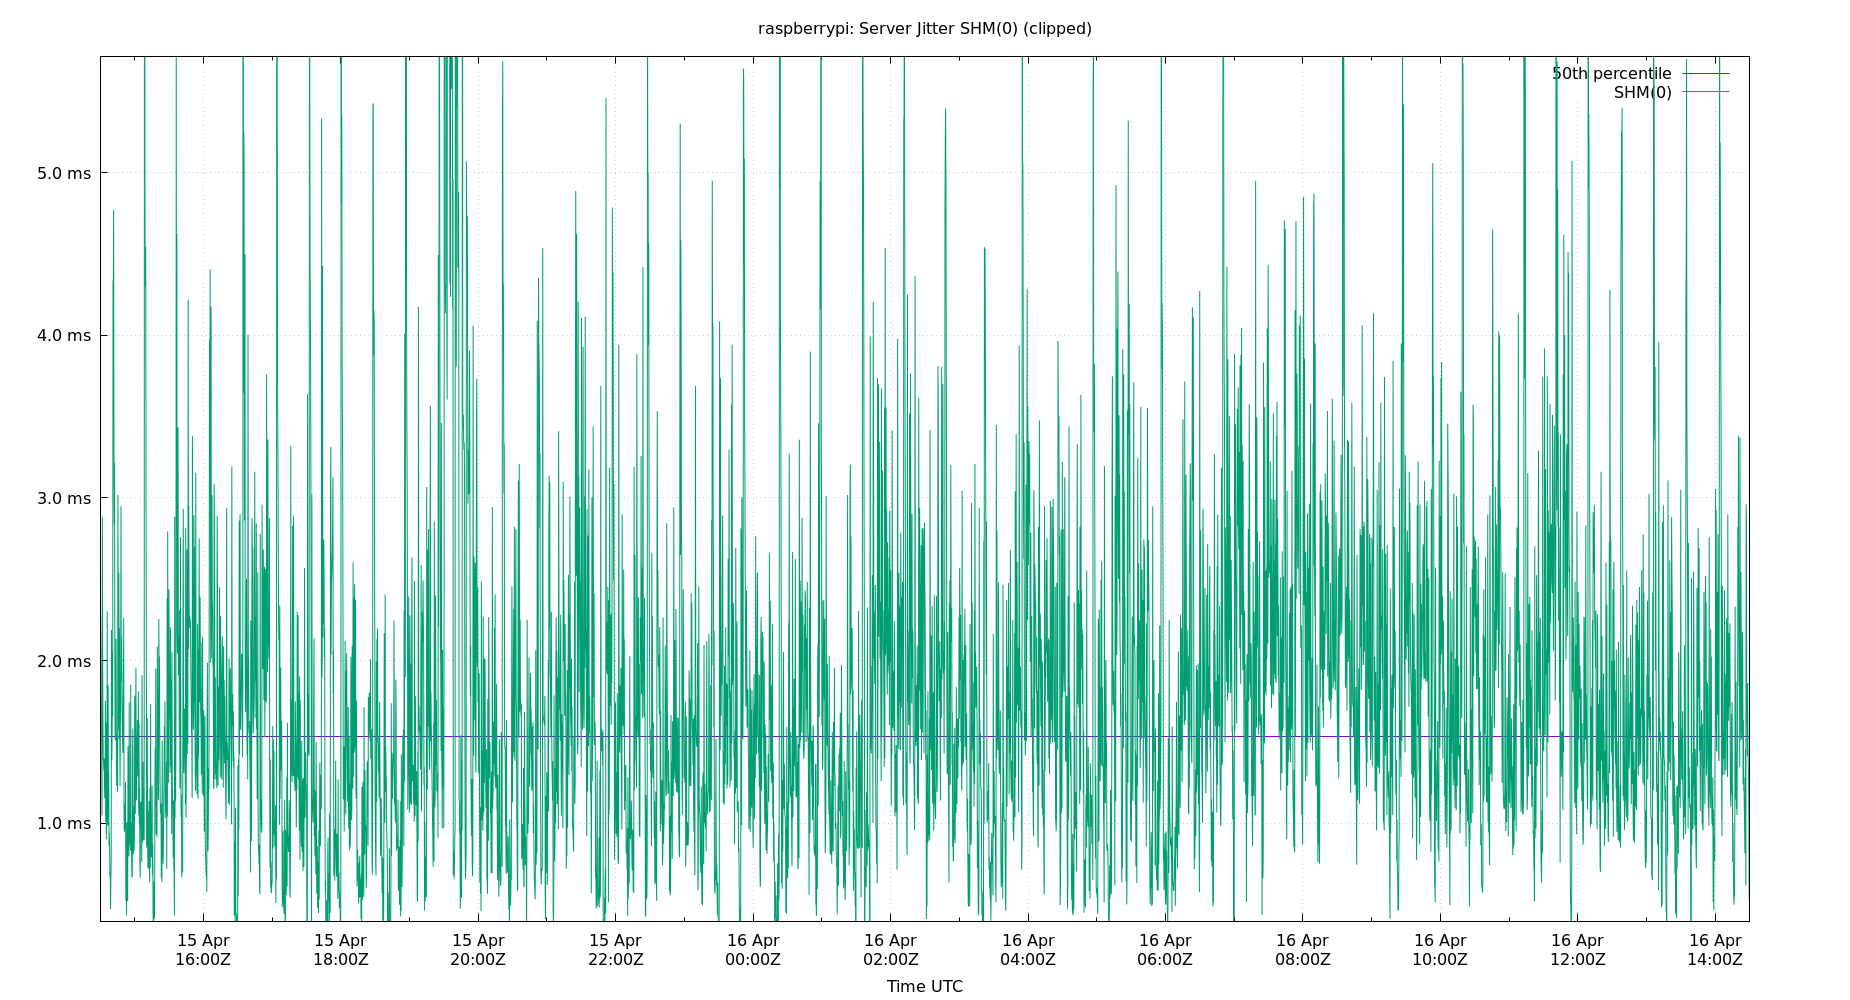 raspberrypi: Server Jitter SHM(0) (clipped)
50th percentile
SHM(0)
5.0 ms
4.0 ms
3.0 ms
2.0 ms
1.0 ms
15 Apr 15 Apr 15 Apr 15 Apr 16 Apr 16 Apr 16 Apr 16 Apr 16 Apr 16 Apr 16 Apr 16 Apr
16:00Z 18:00Z 20:00Z 22:00Z 00:00Z 02:00Z 04:00Z 06:00Z 08:00Z 10:00Z 12:00Z 14:00Z
Time UTC